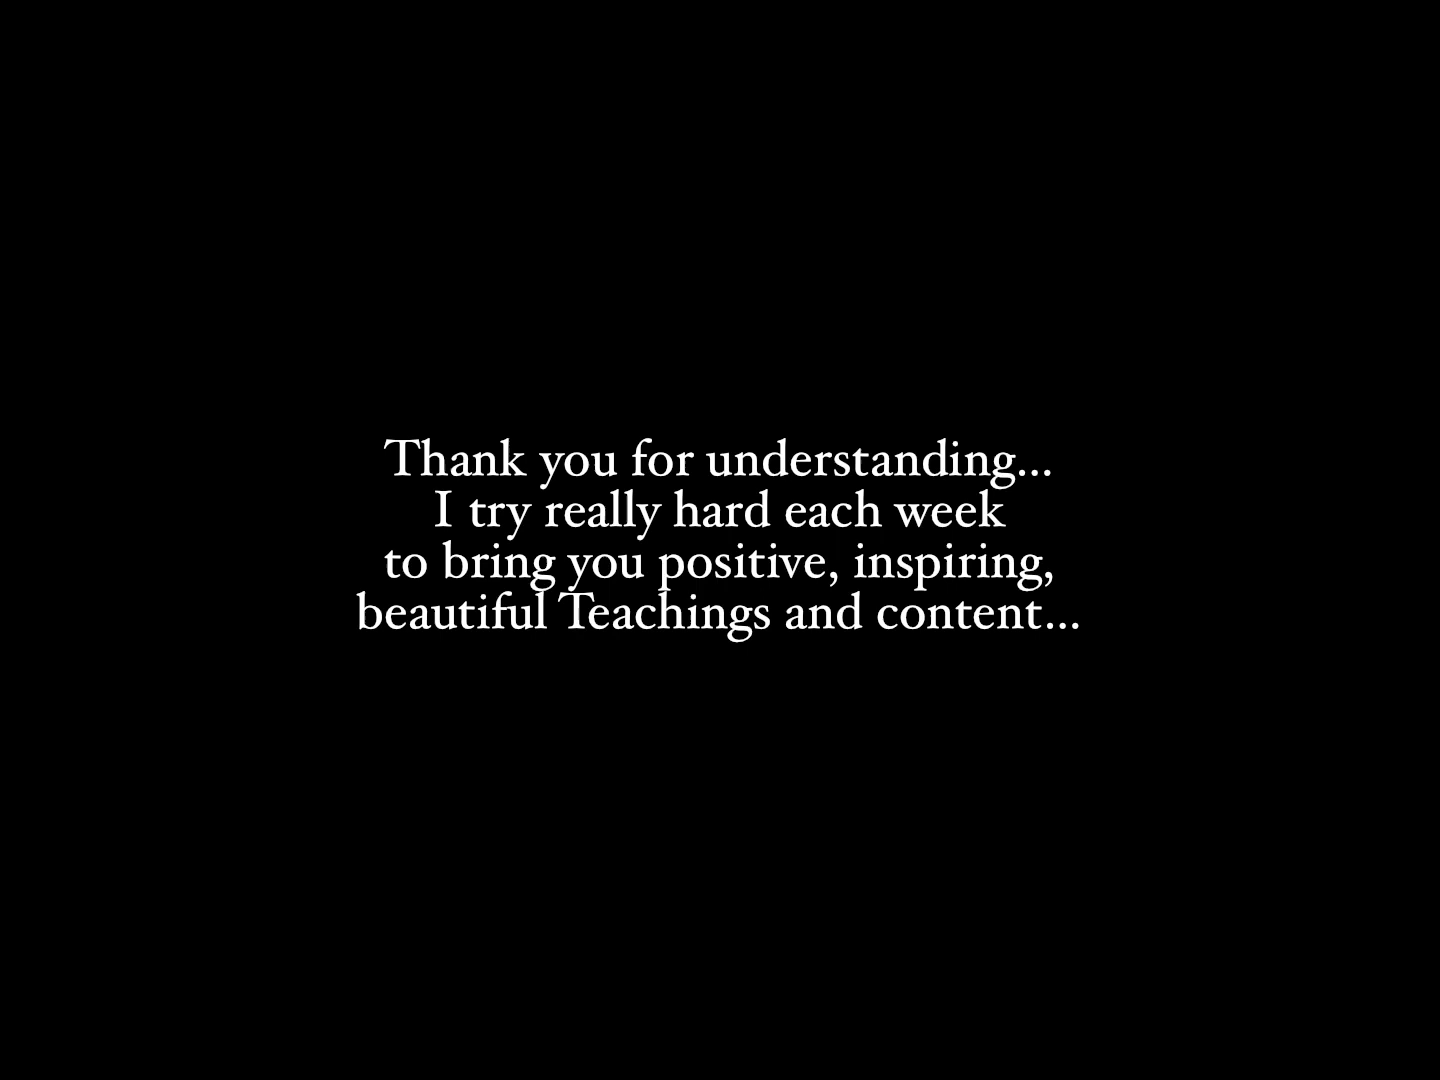 Thank you for understanding...
I try really hard each week
to bring you positive, inspiring,
beautiful Teachings and content...